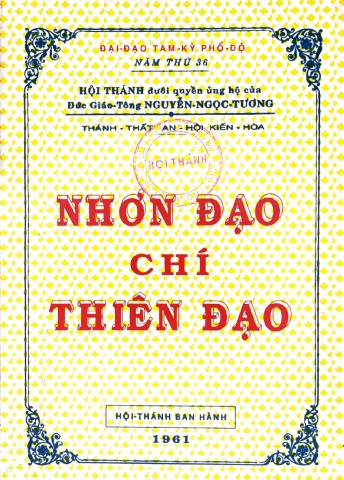 ĐẠI-ĐẠO TAM-KỲ PHỔ-ĐỘ
NĂM THỨ 36
HỘI THÁNH dưới quyền ủng hộ của
Đức Giáo-Tông NGUYỄN-NGỌC-TƯƠNG
THÁNH - THẤT AN - HỘI KIẾN - HÒA
HỘI THÁNH
NHƠN ĐẠO
CHÍ
THIÊN ĐẠO
HỘI-THÁNH BAN HÀNH
1961